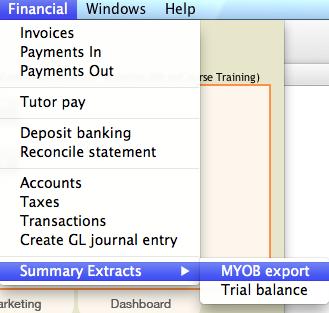 Financial Windows Help
Invoices
Payments In
Payments Out
rse Training)
Tutor pay
Deposit banking
Reconcile statement
Accounts
Taxes
Transactions
Create GL journal entry
Summary Extracts MYOB export
Trial balance
arketing Dashboard